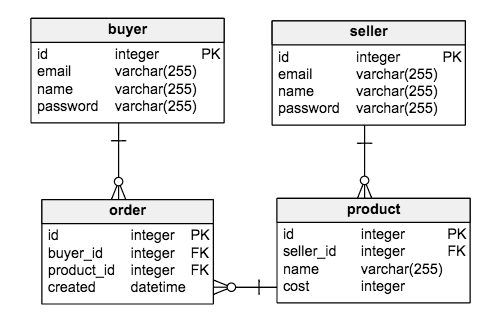 buyer
id integer PK
email varchar(255)
name varchar(255)
password varchar(255)
seller
id integer PK
email varchar(255)
name varchar(255)
password varchar(255)
order
id integer PK
buyer_id integer FK
product_id integer FK
created datetime
product
id integer PK
seller_id integer FK
name varchar(255)
cost integer